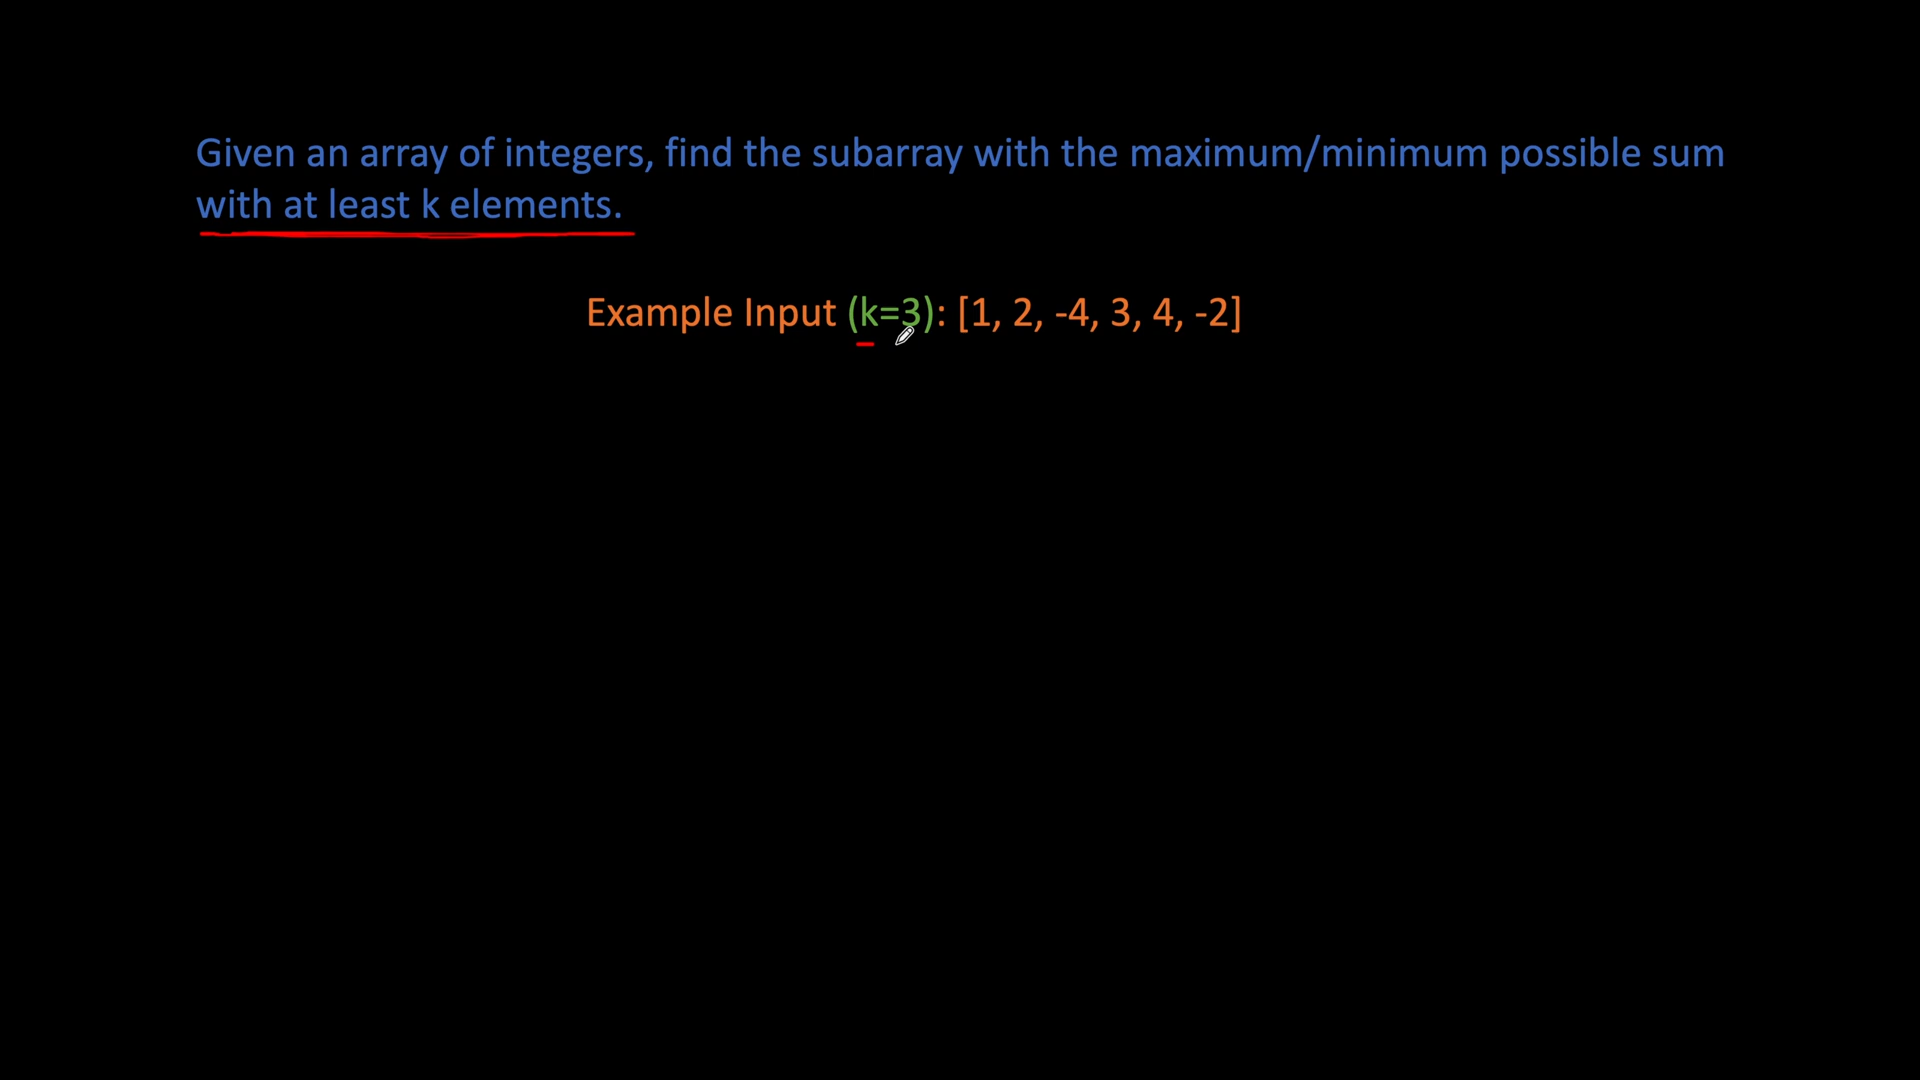 Given an array of integers, find the subarray with the maximum/minimum possible sum
with at least k elements.
Example Input (k=3): [1, 2, -4, 3, 4, -2]